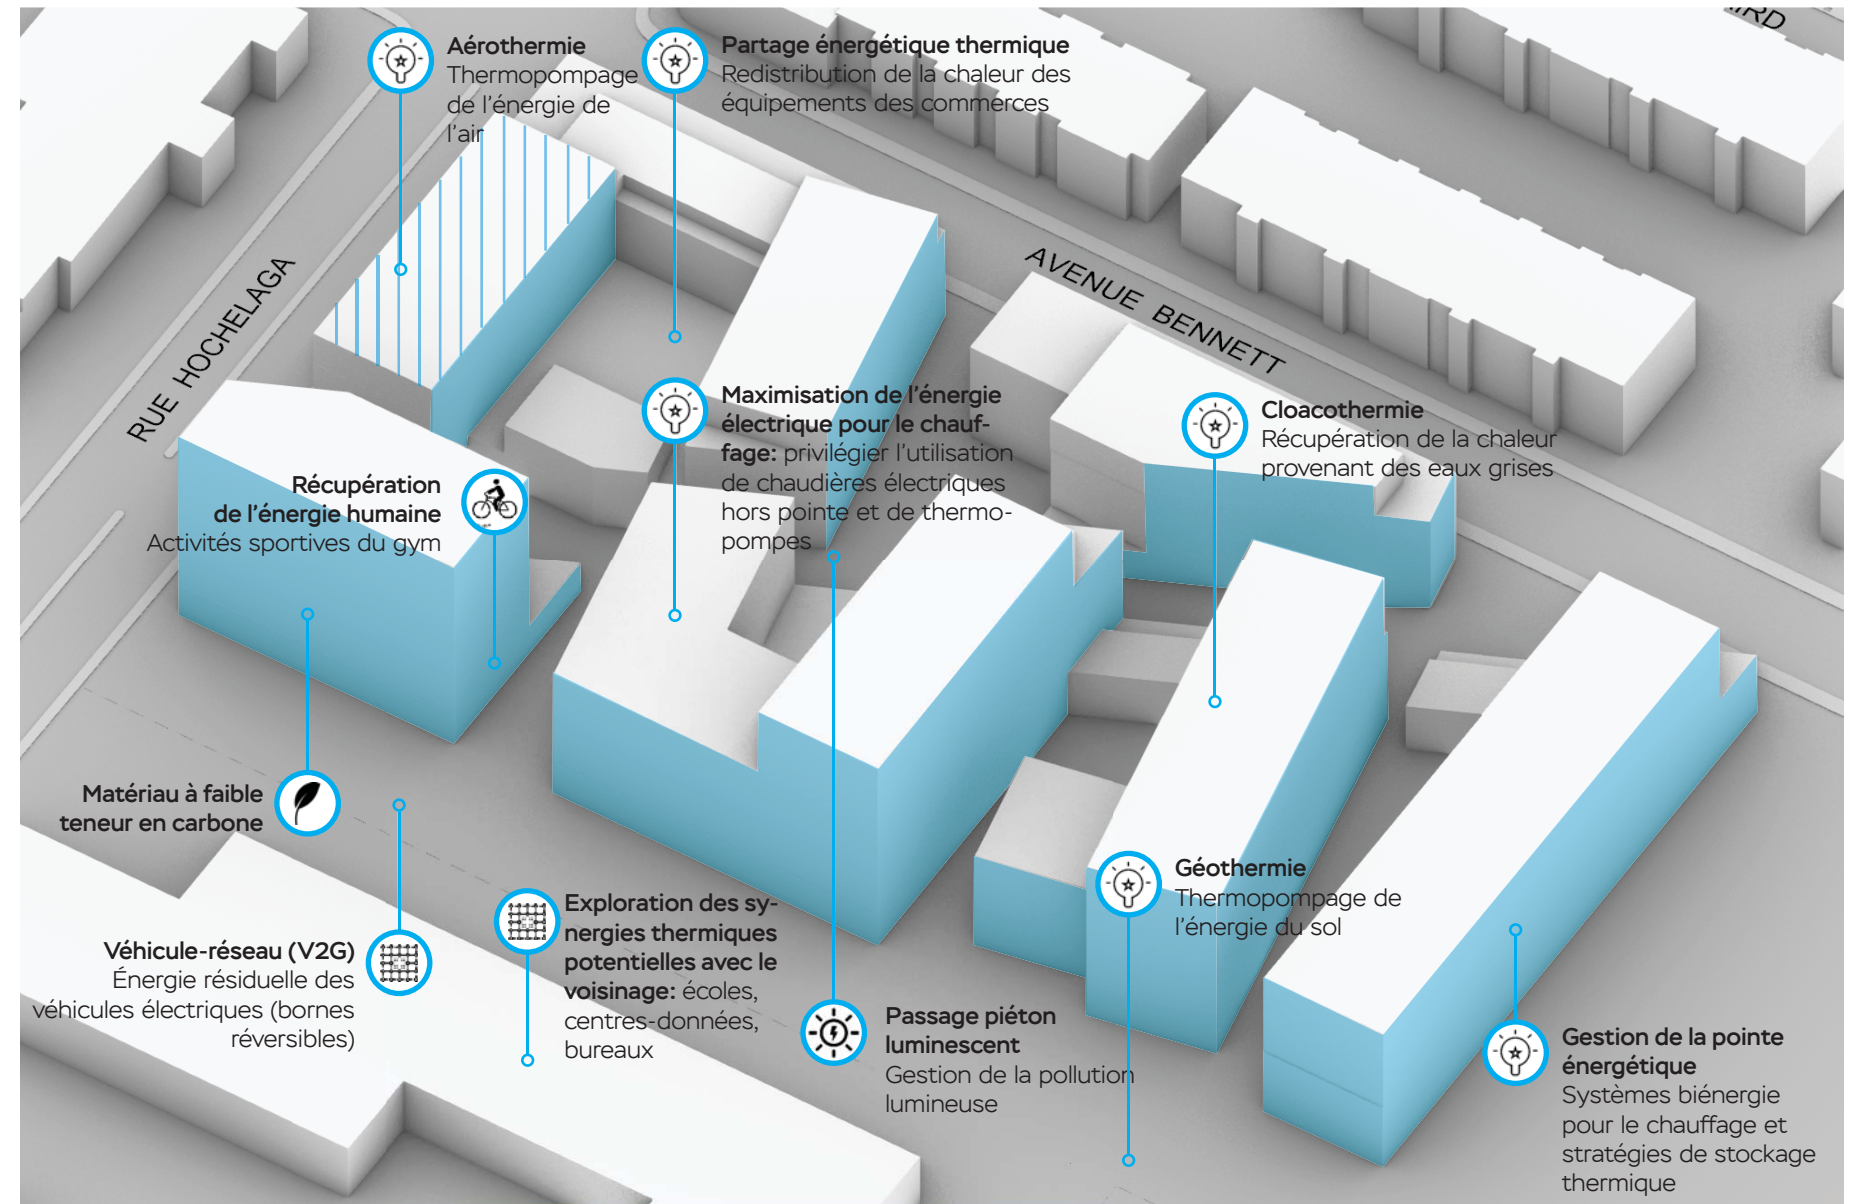 Aérothermie
Thermopompage
de l'énergie de
l'air
Partage énergétique thermique
Redistribution de la chaleur des
équipements des commerces
RUE HOCHELAGA
AVENUE BENNETT
Maximisation de l'énergie
électrique pour le chauf-
fage: privilégier l'utilisation
de chaudières électriques
hors pointe et de thermo-
pompes
Cloacothermie
Récupération de la chaleur
provenant des eaux grises
Récupération
de l'énergie humaine
Activités sportives du gym
Matériau à faible
teneur en carbone
Véhicule-réseau (V2G)
Énergie résiduelle des
véhicules électriques (bornes
réversibles)
Exploration des sy-
nergies thermiques
potentielles avec le
voisinage: écoles,
centres-données,
bureaux
Passage piéton
luminescent
Gestion de la pollution
lumineuse
Géothermie
Thermopompage de
l'énergie du sol
Gestion de la pointe
énergétique
Systèmes biénergie
pour le chauffage et
stratégies de stockage
thermique